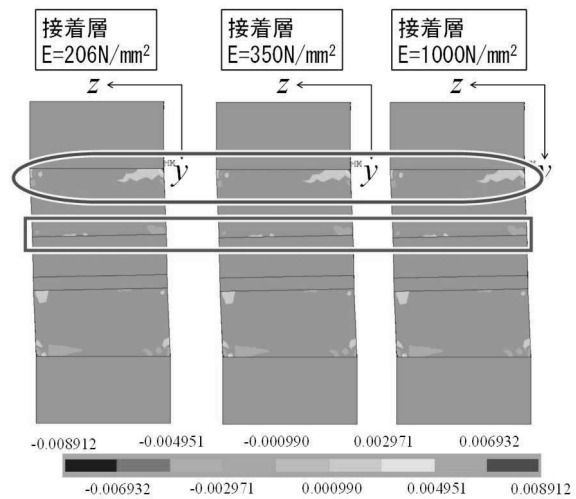 接着層
E=206N/mm²
接着層
E=350N/mm²
接着層
E=1000N/mm²
z
z
z
y
y
y
-0.008912
-0.004951
-0.000990
0.002971
0.006932
-0.006932
-0.002971
0.000990
0.004951
0.008912